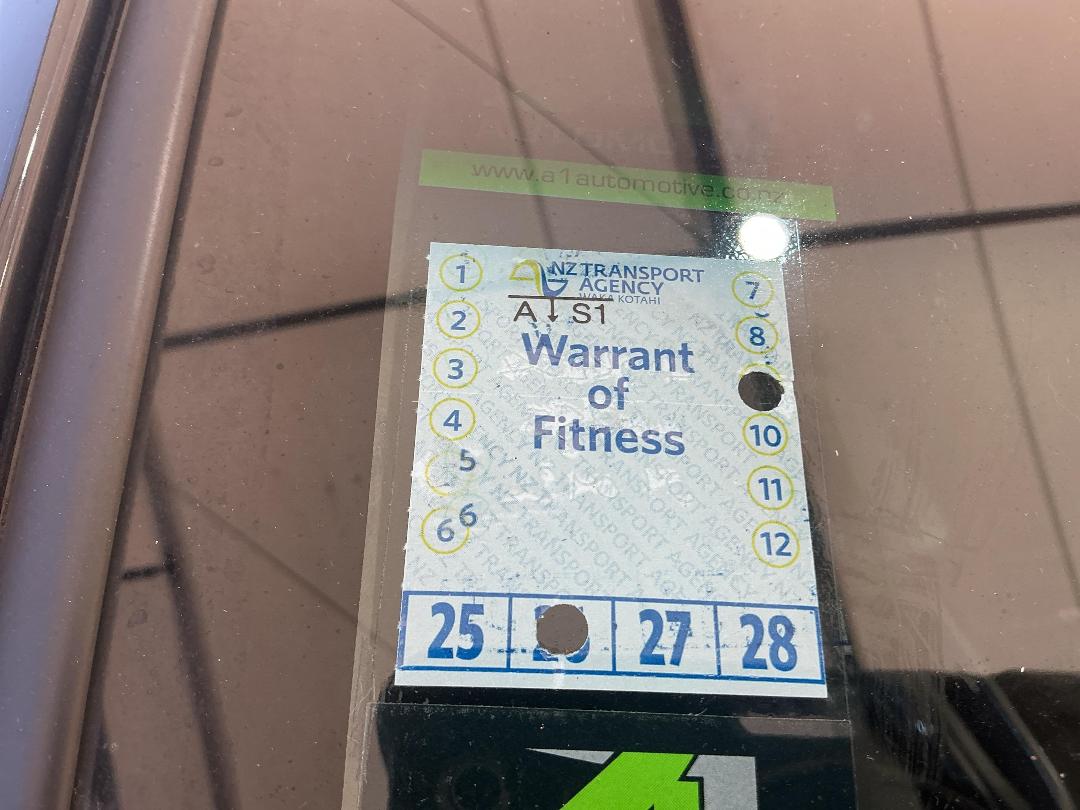 www.a1automotive.co.nz
NZ TRANSPORT
AGENCY
WAKA KOTAHI
A S1
Warrant
of
Fitness
1
2
3
4
5
6 6
7
8
10
11
12
25 27 28